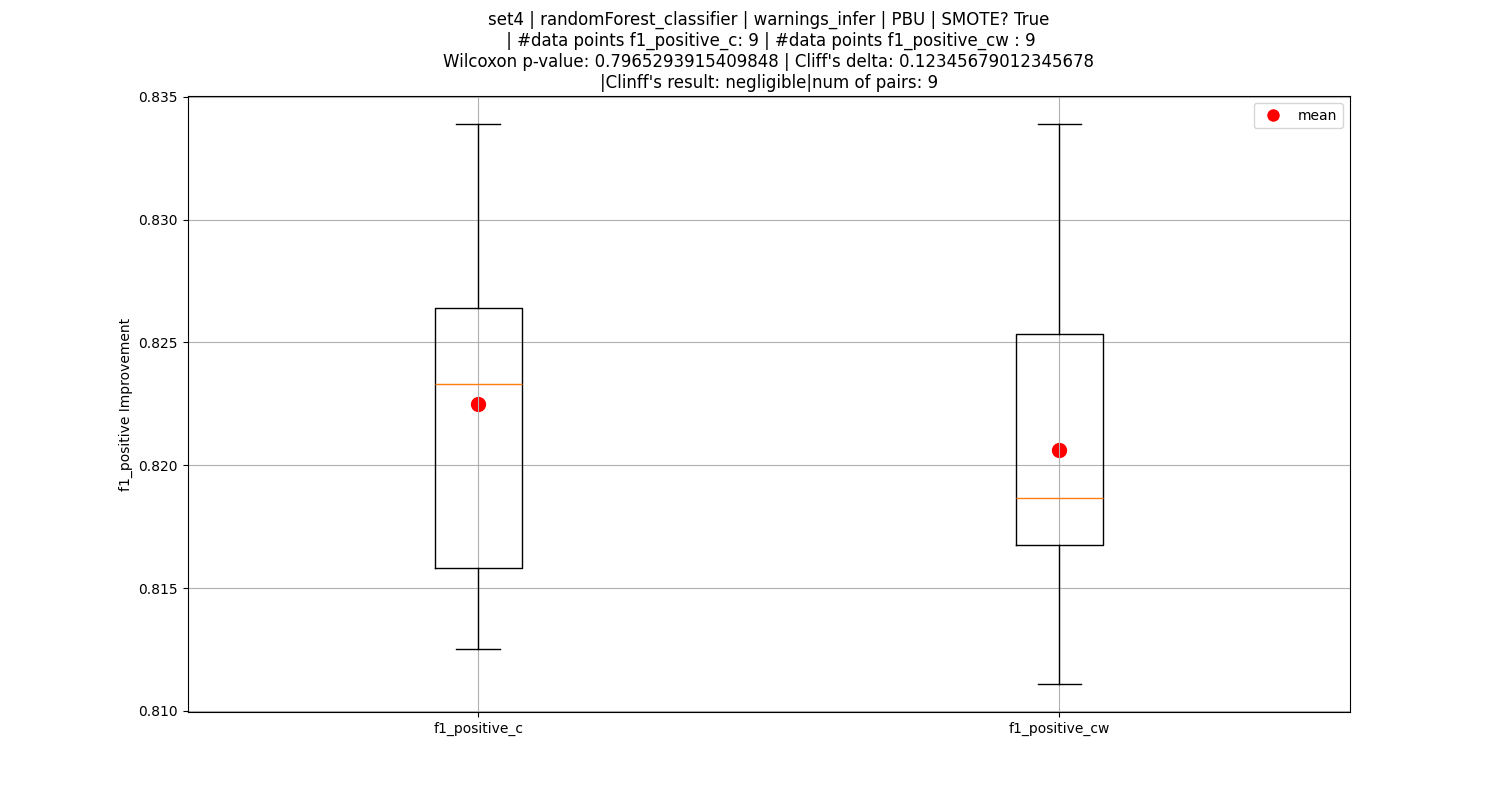 set4 | randomForest_classifier | warnings_infer | PBU | SMOTE? True
| #data points f1_positive_c: 9 | #data points f1_positive_cw : 9
Wilcoxon p-value: 0.7965293915409848 | Cliff's delta: 0.12345679012345678
|Clinff's result: negligible|num of pairs: 9
mean
f1_positive Improvement
0.835
0.830
0.825
0.820
0.815
0.810
f1_positive_c
f1_positive_cw